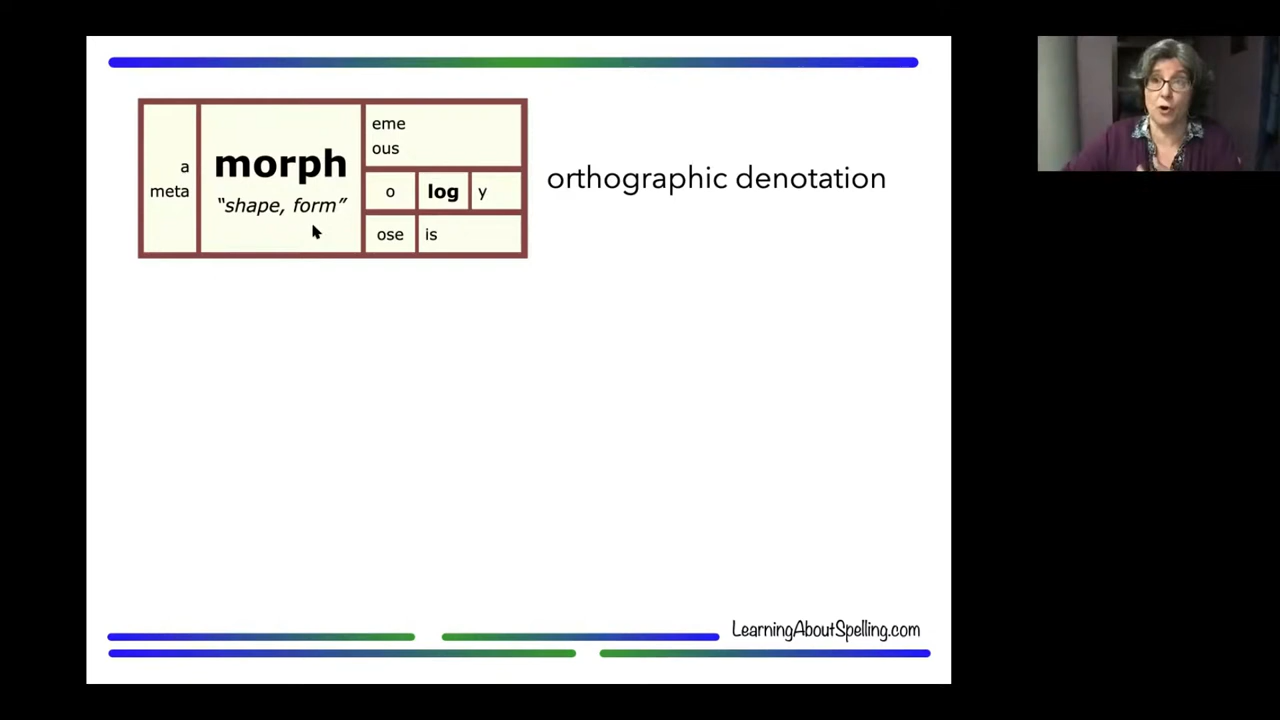 a
meta
morph
“shape, form”
eme
ous
o log y
ose is
orthographic denotation
LearningAboutSpelling.com